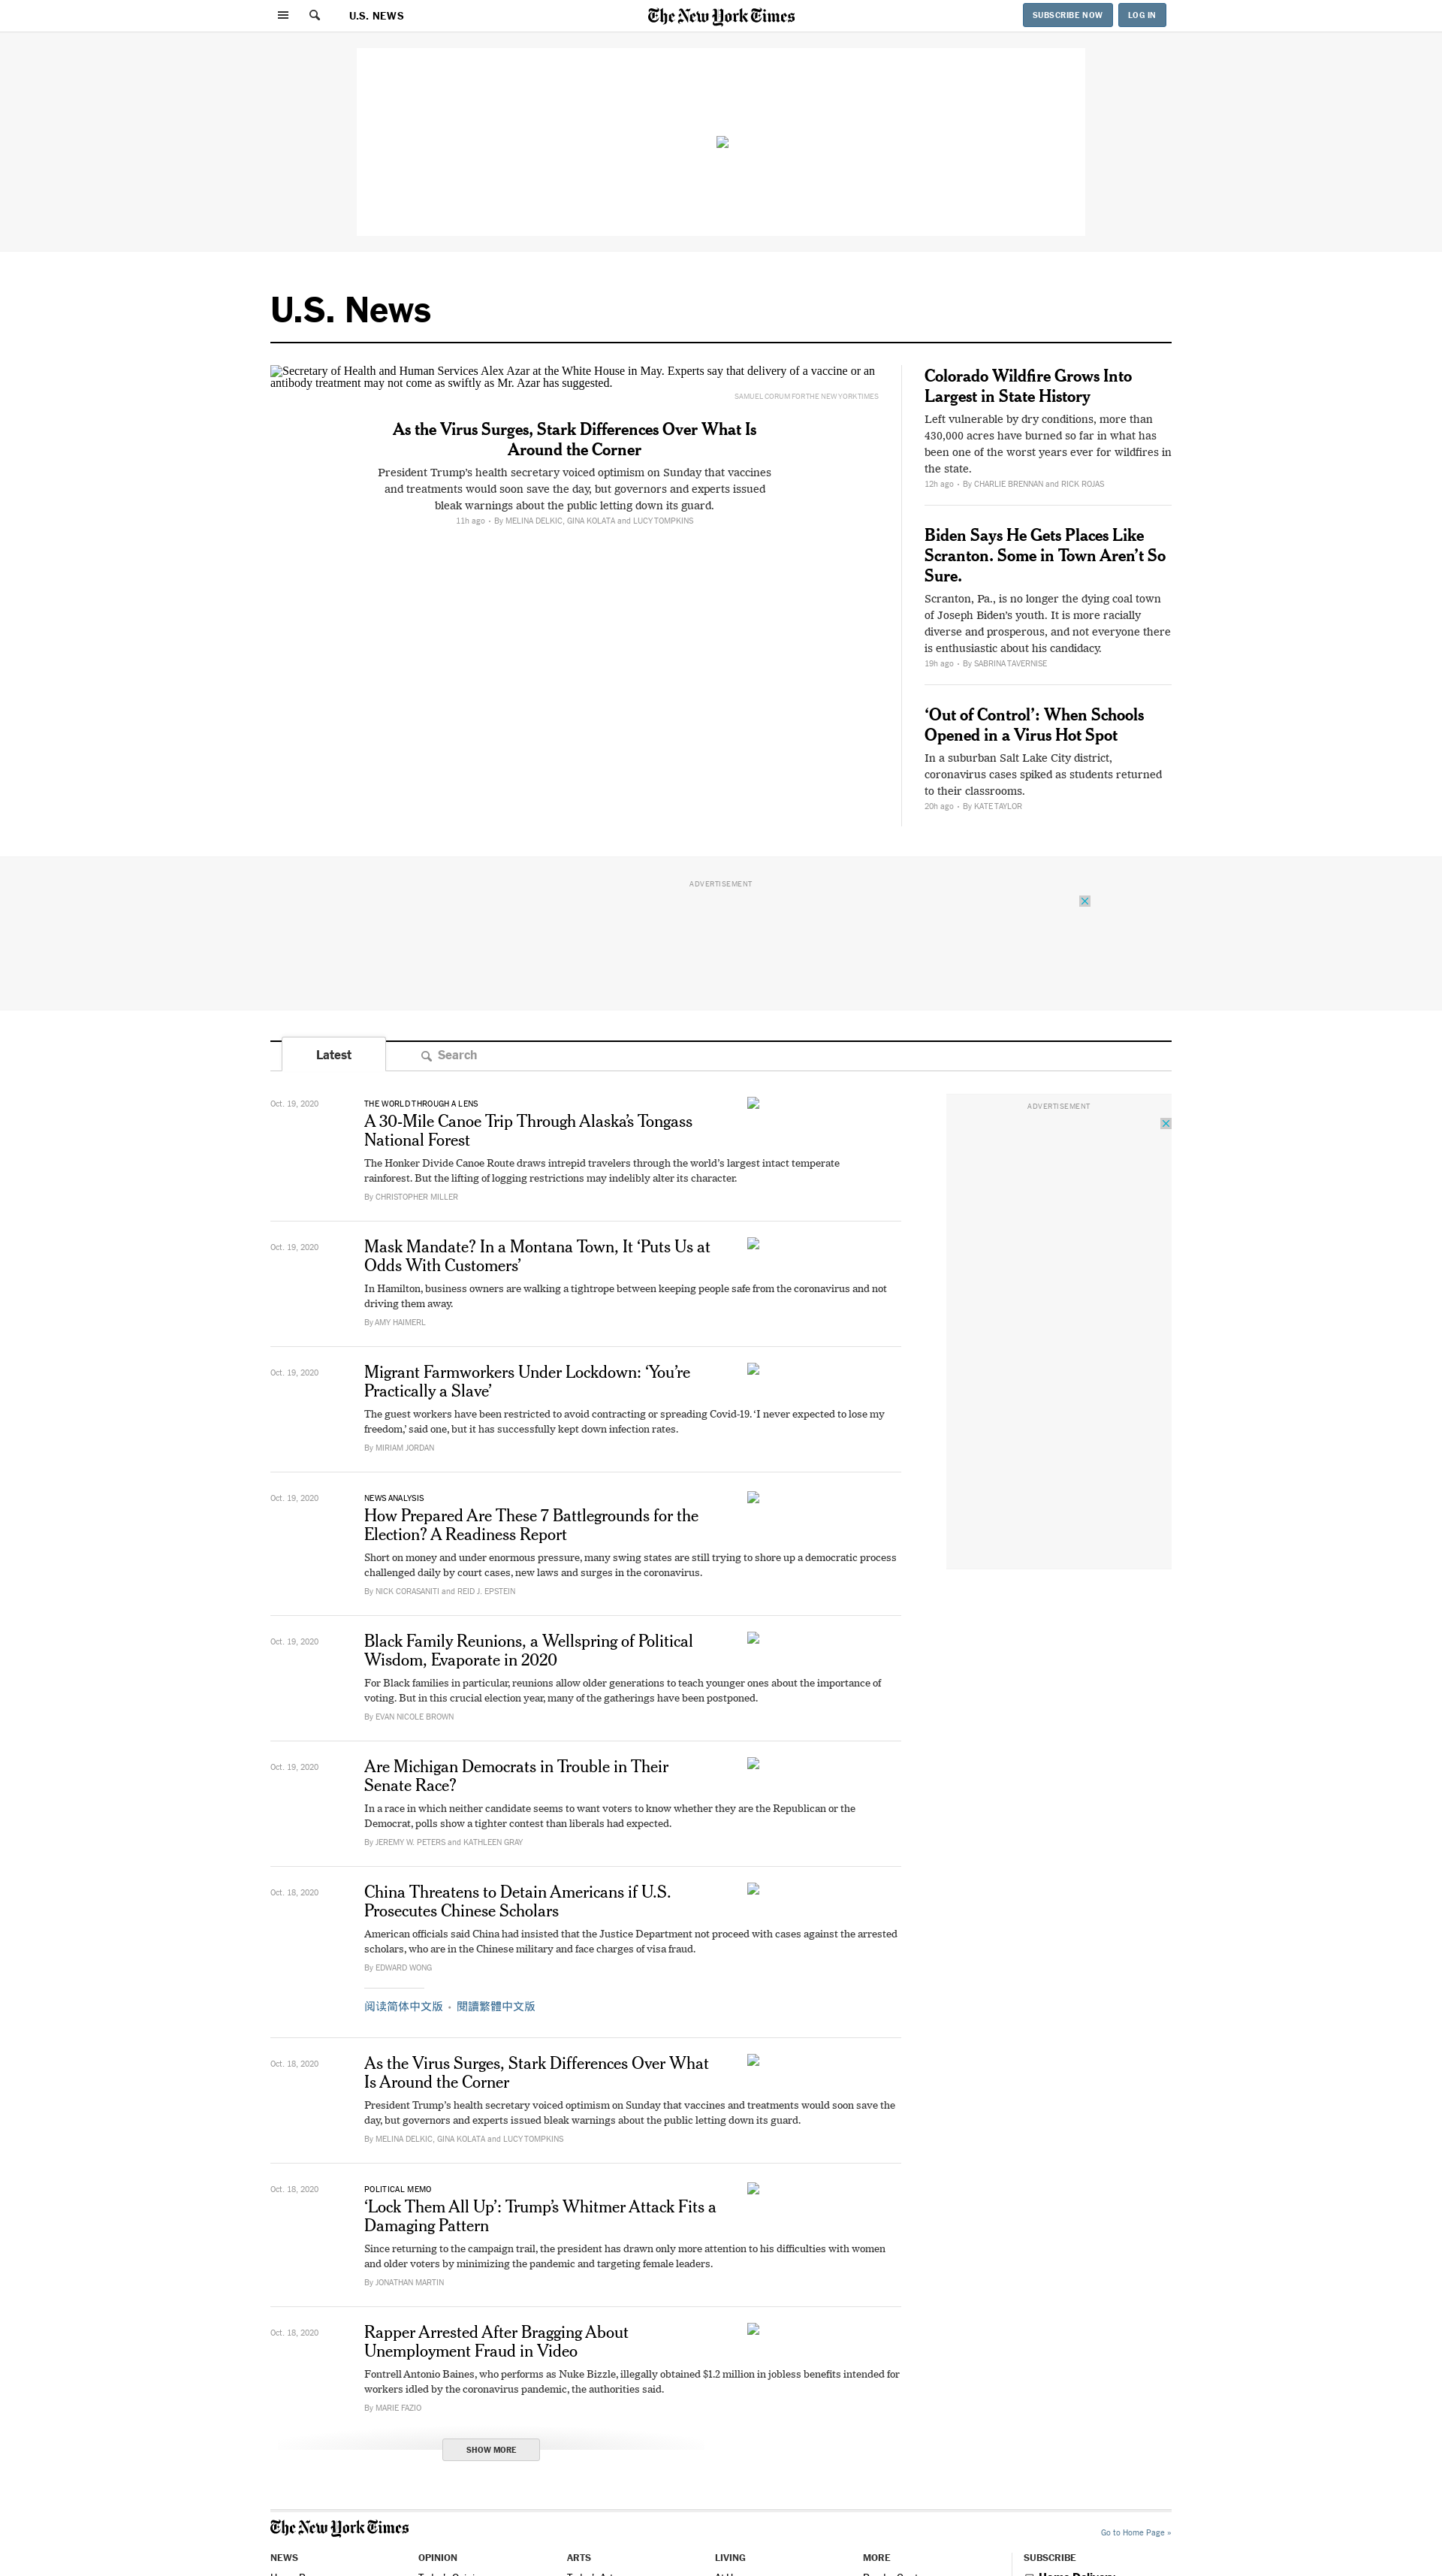 U.S. NEWS
The New York Times
SUBSCRIBE NOW
LOG IN
U.S. News
Secretary of Health and Human Services Alex Azar at the White House in May. Experts say that delivery of a vaccine or an
antibody treatment may not come as swiftly as Mr. Azar has suggested.
SAMUEL CORUM FOR THE NEW YORK TIMES
As the Virus Surges, Stark Differences Over What Is
Around the Corner
President Trump’s health secretary voiced optimism on Sunday that vaccines
and treatments would soon save the day, but governors and experts issued
bleak warnings about the public letting down its guard.
11h ago • By MELINA DELKIC, GINA KOLATA and LUCY TOMPKINS
Colorado Wildfire Grows Into
Largest in State History
Left vulnerable by dry conditions, more than
430,000 acres have burned so far in what has
been one of the worst years ever for wildfires in
the state.
12h ago • By CHARLIE BRENNAN and RICK ROJAS
Biden Says He Gets Places Like
Scranton. Some in Town Aren’t So
Sure.
Scranton, Pa., is no longer the dying coal town
of Joseph Biden’s youth. It is more racially
diverse and prosperous, and not everyone there
is enthusiastic about his candidacy.
19h ago • By SABRINA TAVERNISE
‘Out of Control’: When Schools
Opened in a Virus Hot Spot
In a suburban Salt Lake City district,
coronavirus cases spiked as students returned
to their classrooms.
20h ago • By KATE TAYLOR
ADVERTISEMENT
Latest
Search
ADVERTISEMENT
Oct. 19, 2020
THE WORLD THROUGH A LENS
A 30-Mile Canoe Trip Through Alaska’s Tongass
National Forest
The Honker Divide Canoe Route draws intrepid travelers through the world’s largest intact temperate
rainforest. But the lifting of logging restrictions may indelibly alter its character.
By CHRISTOPHER MILLER
Oct. 19, 2020
Mask Mandate? In a Montana Town, It ‘Puts Us at
Odds With Customers’
In Hamilton, business owners are walking a tightrope between keeping people safe from the coronavirus and not
driving them away.
By AMY HAIMERL
Oct. 19, 2020
Migrant Farmworkers Under Lockdown: ‘You’re
Practically a Slave’
The guest workers have been restricted to avoid contracting or spreading Covid-19. ‘I never expected to lose my
freedom,’ said one, but it has successfully kept down infection rates.
By MIRIAM JORDAN
Oct. 19, 2020
NEWS ANALYSIS
How Prepared Are These 7 Battlegrounds for the
Election? A Readiness Report
Short on money and under enormous pressure, many swing states are still trying to shore up a democratic process
challenged daily by court cases, new laws and surges in the coronavirus.
By NICK CORASANITI and REID J. EPSTEIN
Oct. 19, 2020
Black Family Reunions, a Wellspring of Political
Wisdom, Evaporate in 2020
For Black families in particular, reunions allow older generations to teach younger ones about the importance of
voting. But in this crucial election year, many of the gatherings have been postponed.
By EVAN NICOLE BROWN
Oct. 19, 2020
Are Michigan Democrats in Trouble in Their
Senate Race?
In a race in which neither candidate seems to want voters to know whether they are the Republican or the
Democrat, polls show a tighter contest than liberals had expected.
By JEREMY W. PETERS and KATHLEEN GRAY
Oct. 18, 2020
China Threatens to Detain Americans if U.S.
Prosecutes Chinese Scholars
American officials said China had insisted that the Justice Department not proceed with cases against the arrested
scholars, who are in the Chinese military and face charges of visa fraud.
By EDWARD WONG
阅读简体中文版 • 閱讀繁體中文版
Oct. 18, 2020
As the Virus Surges, Stark Differences Over What
Is Around the Corner
President Trump’s health secretary voiced optimism on Sunday that vaccines and treatments would soon save the
day, but governors and experts issued bleak warnings about the public letting down its guard.
By MELINA DELKIC, GINA KOLATA and LUCY TOMPKINS
Oct. 18, 2020
POLITICAL MEMO
‘Lock Them All Up’: Trump’s Whitmer Attack Fits a
Damaging Pattern
Since returning to the campaign trail, the president has drawn only more attention to his difficulties with women
and older voters by minimizing the pandemic and targeting female leaders.
By JONATHAN MARTIN
Oct. 18, 2020
Rapper Arrested After Bragging About
Unemployment Fraud in Video
Fontrell Antonio Baines, who performs as Nuke Bizzle, illegally obtained $1.2 million in jobless benefits intended for
workers idled by the coronavirus pandemic, the authorities said.
By MARIE FAZIO
SHOW MORE
The New York Times
Go to Home Page »
NEWS
OPINION
ARTS
LIVING
MORE
SUBSCRIBE